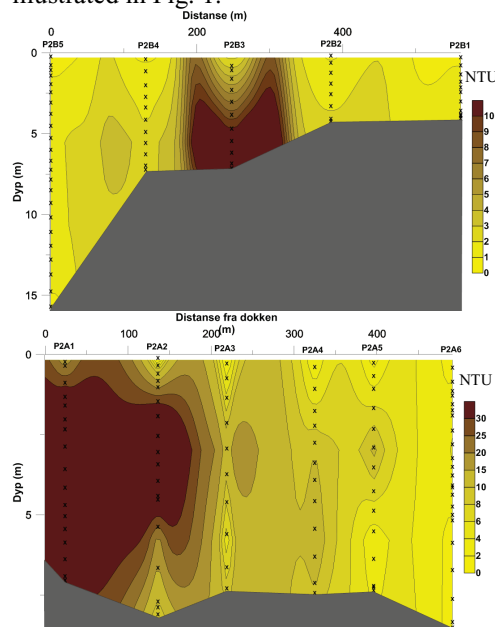 illustrated in Fig. 1.
Distanse (m)
0 200 400
P2B5 P2B4 P2B3 P2B2 P2B1
NTU
0
5
10
15
Dyp (m)
10
9
8
7
6
5
4
3
2
1
0
Distanse fra dokken
(m)
0 100 200 300 400
P2A1 P2A2 P2A3 P2A4 P2A5 P2A6
NTU
0
5
Dyp (m)
30
25
20
15
10
8
6
4
2
0